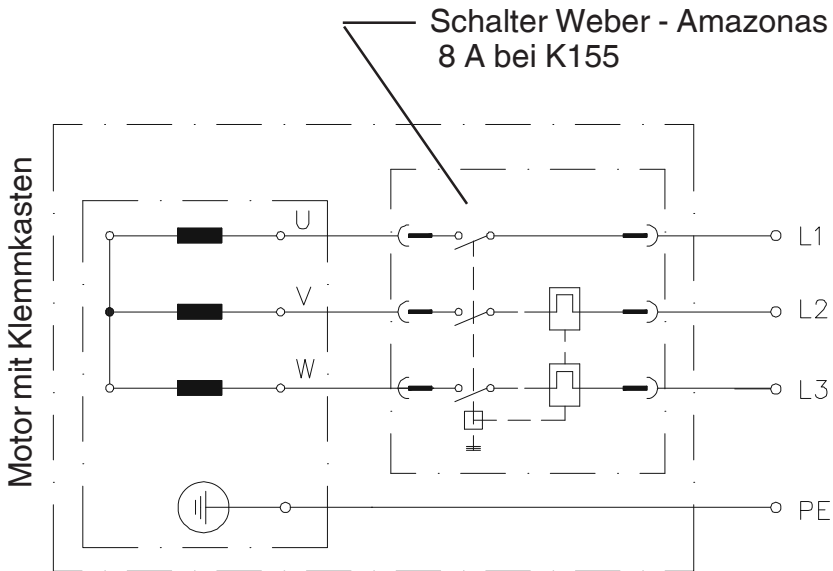 Schalter Weber - Amazonas
8 A bei K155
Motor mit Klemmkasten
U
L1
V
L2
W
L3
PE